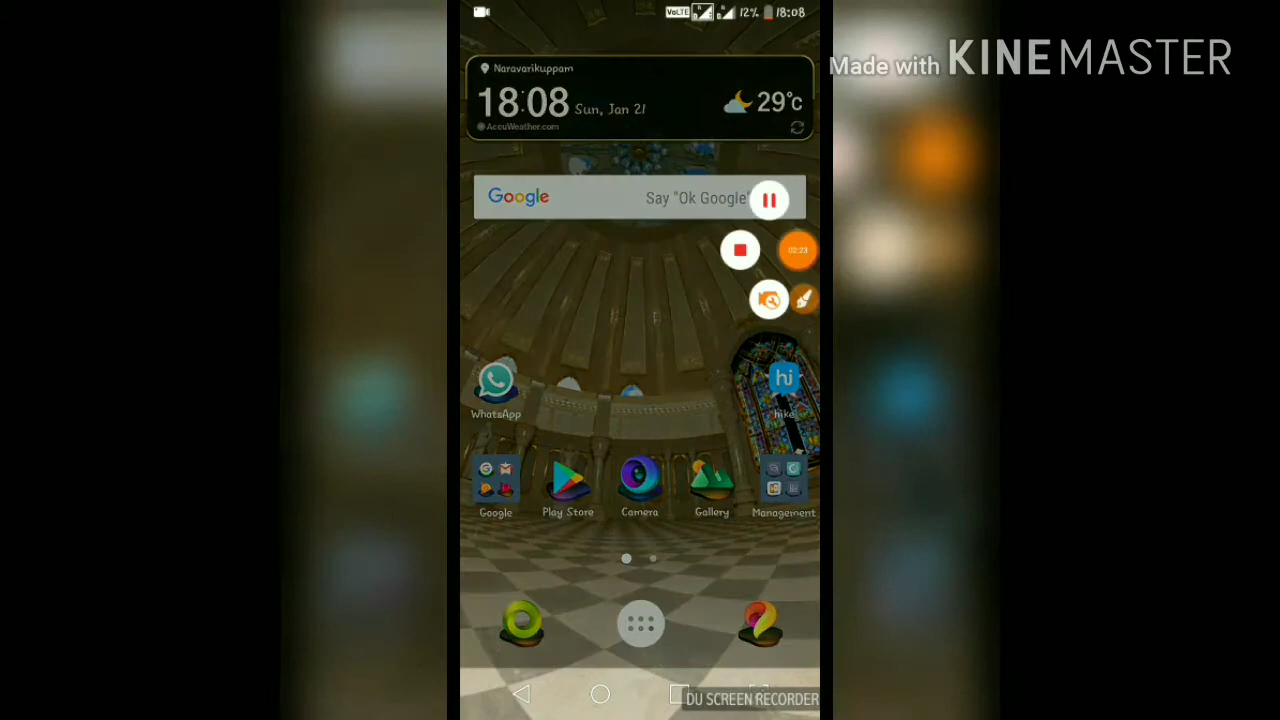 VoLTE 12% 18:08
Made with KINEMASTER
Naravarikuppam
18:08 Sun, Jan 21
29°c
AccuWeather.com
Google Say "Ok Google"
02:23
hi
WhatsApp
hike
Google Play Store Camera Gallery Management
DU SCREEN RECORDER